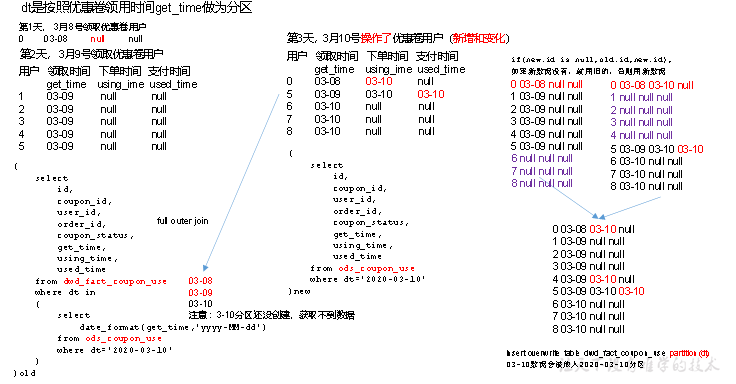 dt是按照优惠卷领用时间get_time做为分区
第1天，3月8号领取优惠卷用户
0 03-08 null null
第2天，3月9号领取优惠卷用户
用户 领取时间 下单时间 支付时间
get_time using_ime used_time
1 03-09 null null
2 03-09 null null
3 03-09 null null
4 03-09 null null
5 03-09 null null
(
select
id,
coupon_id,
user_id,
order_id,
coupon_status,
get_time,
using_time,
used_time
from dwd_fact_coupon_use
where dt in
(
select
date_format(get_time,'yyyy-MM-dd')
from ods_coupon_use
where dt='2020-03-10'
)
)old
full outer join
03-08
03-09
03-10
注意：3-10分区还没创建，获取不到数据
第3天，3月10号操作了优惠卷用户 (新增和变化)
用户 领取时间 下单时间 支付时间
get_time using_ime used_time
0 03-08 03-10 null
5 03-09 03-10 03-10
6 03-10 null null
7 03-10 null null
8 03-10 null null
(
select
id,
coupon_id,
user_id,
order_id,
coupon_status,
get_time,
using_time,
used_time
from ods_coupon_use
where dt='2020-03-10'
)new
if(new.id is null,old.id,new.id),
如果新数据没有，就用旧的，否则用新数据
0 03-08 null null
1 03-09 null null
2 03-09 null null
3 03-09 null null
4 03-09 null null
5 03-09 null null
6 null null null
7 null null null
8 null null null
0 03-08 03-10 null
1 null null null
2 null null null
3 null null null
4 null null null
5 03-09 03-10 03-10
6 03-10 null null
7 03-10 null null
8 03-10 null null
0 03-08 03-10 null
1 03-09 null null
2 03-09 null null
3 03-09 null null
4 03-09 03-10 null
5 03-09 03-10 03-10
6 03-10 null null
7 03-10 null null
8 03-10 null null
insert overwrite table dwd_fact_coupon_use partition(dt)
03-10数据会被放入2020-03-10分区